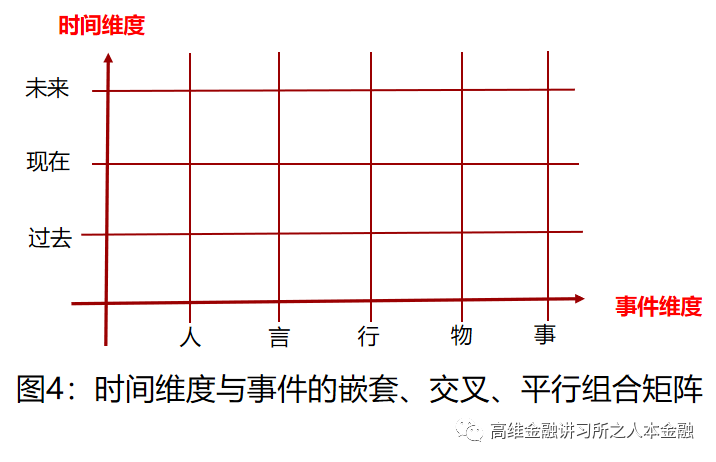 时间维度
未来
现在
过去
事件维度
人 言 行 物 事
图4：时间维度与事件的嵌套、交叉、平行组合矩阵
高维金融讲习所之人本金融